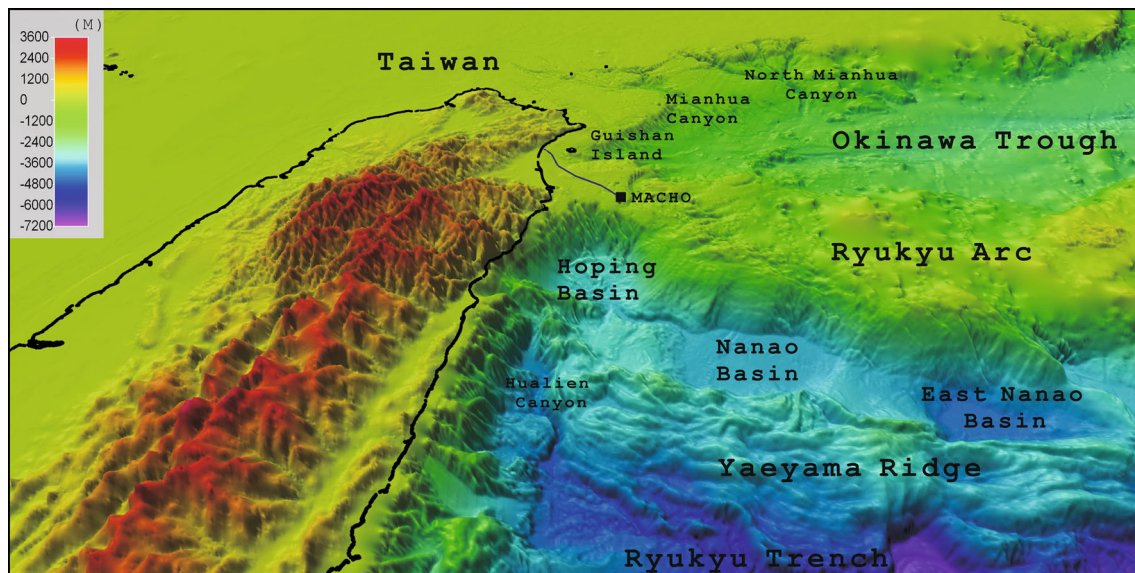 (M)
3600
2400
1200
0
-1200
-2400
-3600
-4800
-6000
-7200
Taiwan
North Mianhua
Canyon
Mianhua
Canyon
Guishan
Island
Okinawa Trough
MACHO
Ryukyu Arc
Hoping
Basin
Nanao
Basin
Hualien
Canyon
East Nanao
Basin
Yaeyama Ridge
Ryukyu Trench